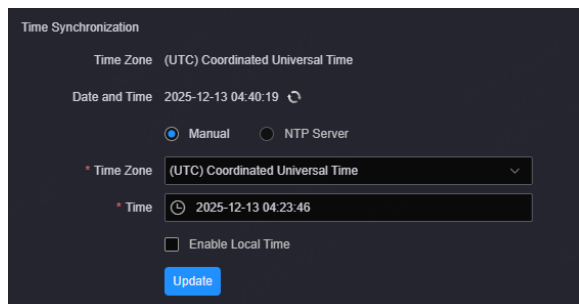 Time Synchronization
Time Zone (UTC) Coordinated Universal Time
Date and Time 2025-12-13 04:40:19
Manual NTP Server
* Time Zone (UTC) Coordinated Universal Time
* Time 2025-12-13 04:23:46
Enable Local Time
Update